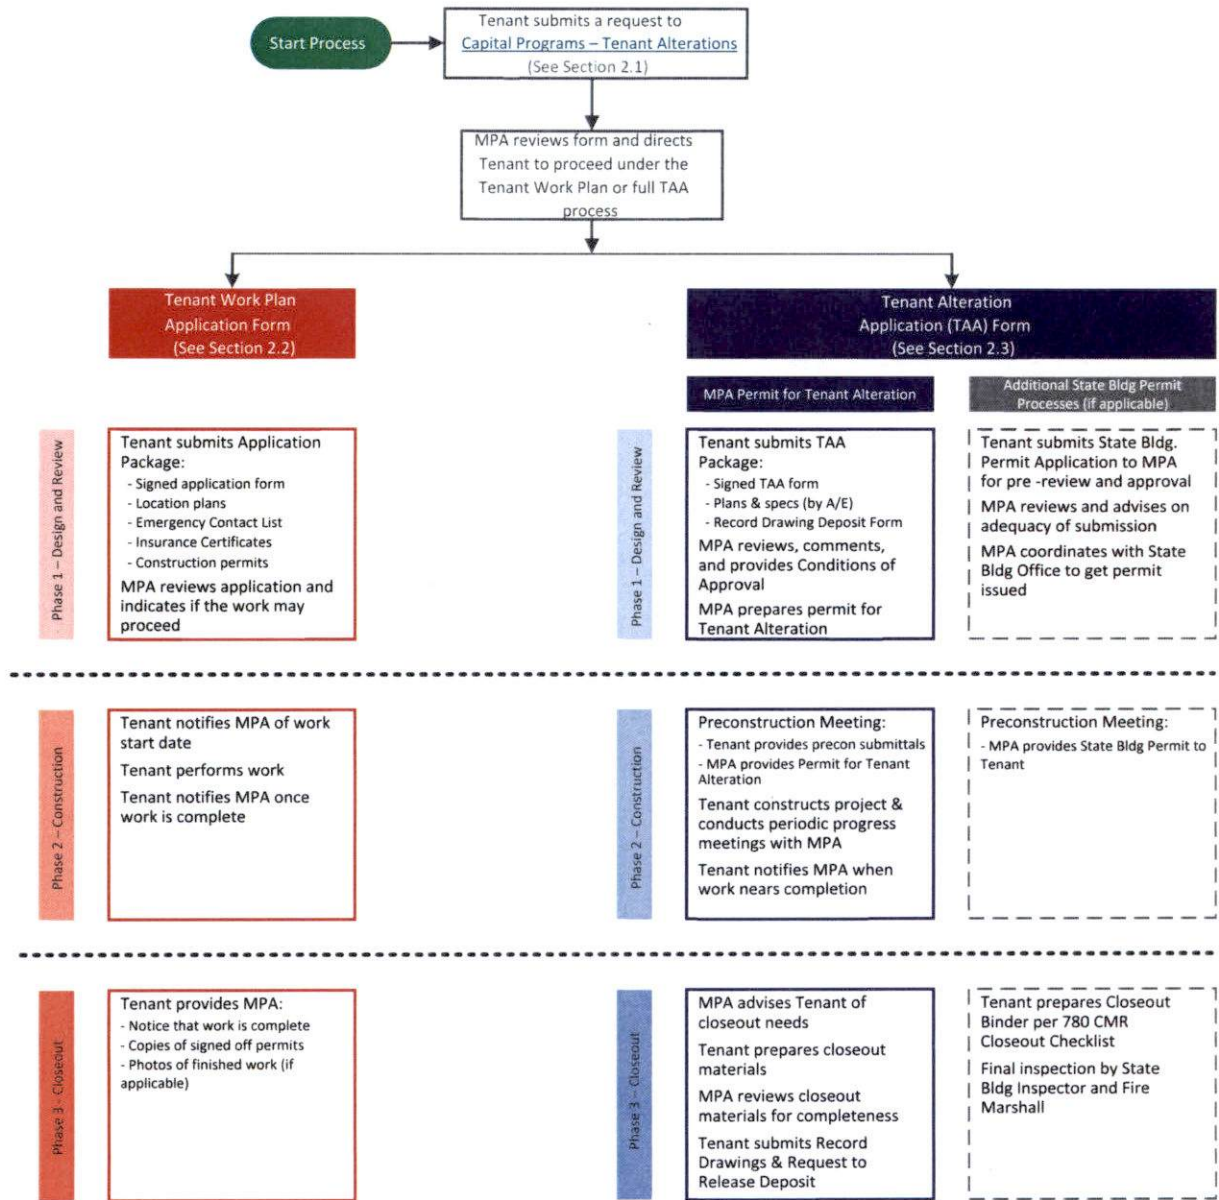 Start Process
Tenant submits a request to
Capital Programs – Tenant Alterations
(See Section 2.1)
MPA reviews form and directs
Tenant to proceed under the
Tenant Work Plan or full TAA
process
Tenant Work Plan
Application Form
(See Section 2.2)
Tenant Alteration
Application (TAA) Form
(See Section 2.3)
MPA Permit for Tenant Alteration
Additional State Bldg Permit
Processes (if applicable)
Phase 1 – Design and Review
Tenant submits Application
Package:
- Signed application form
- Location plans
- Emergency Contact List
- Insurance Certificates
- Construction permits
MPA reviews application and
indicates if the work may
proceed
Phase 1 – Design and Review
Tenant submits TAA
Package:
- Signed TAA form
- Plans & specs (by A/E)
- Record Drawing Deposit Form
MPA reviews, comments,
and provides Conditions of
Approval
MPA prepares permit for
Tenant Alteration
Tenant submits State Bldg.
Permit Application to MPA
for pre -review and approval
MPA reviews and advises on
adequacy of submission
MPA coordinates with State
Bldg Office to get permit
issued
Phase 2 – Construction
Tenant notifies MPA of work
start date
Tenant performs work
Tenant notifies MPA once
work is complete
Phase 2 – Construction
Preconstruction Meeting:
- Tenant provides precon submittals
- MPA provides Permit for Tenant
Alteration
Tenant constructs project &
conducts periodic progress
meetings with MPA
Tenant notifies MPA when
work nears completion
Preconstruction Meeting:
- MPA provides State Bldg Permit to
Tenant
Phase 3 - Closeout
Tenant provides MPA:
- Notice that work is complete
- Copies of signed off permits
- Photos of finished work (if
applicable)
Phase 3 – Closeout
MPA advises Tenant of
closeout needs
Tenant prepares closeout
materials
MPA reviews closeout
materials for completeness
Tenant submits Record
Drawings & Request to
Release Deposit
Tenant prepares Closeout
Binder per 780 CMR
Closeout Checklist
Final inspection by State
Bldg Inspector and Fire
Marshall